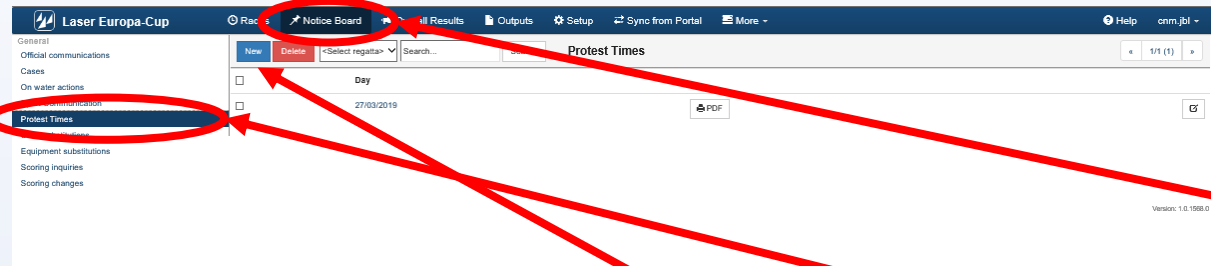 Laser Europa-Cup Notice Board Results Outputs Setup Sync from Portal More Help cnm.jbl
General
Official communications
Cases
On water actions
Protest Times
Equipment substitutions
Scoring inquiries
Scoring changes
New Delete <Select regatta> Search... Protest Times « 1/1 (1) »
Day
27/03/2019 PDF
Version: 1.0.1568.0